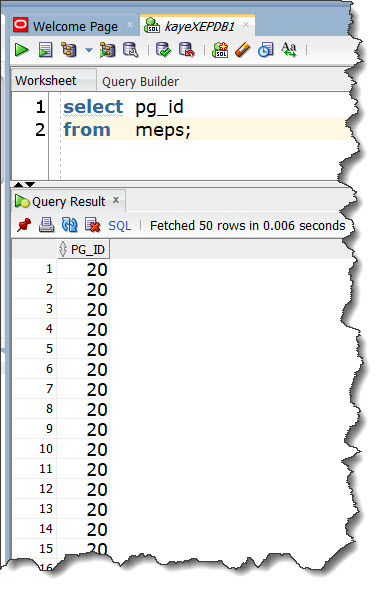 Welcome Page
kayeXEPDB1
Worksheet
Query Builder
1 select pg_id
2 from meps;
Query Result
SQL
Fetched 50 rows in 0.006 seconds
PG_ID
1 20
2 20
3 20
4 20
5 20
6 20
7 20
8 20
9 20
10 20
11 20
12 20
13 20
14 20
15 20